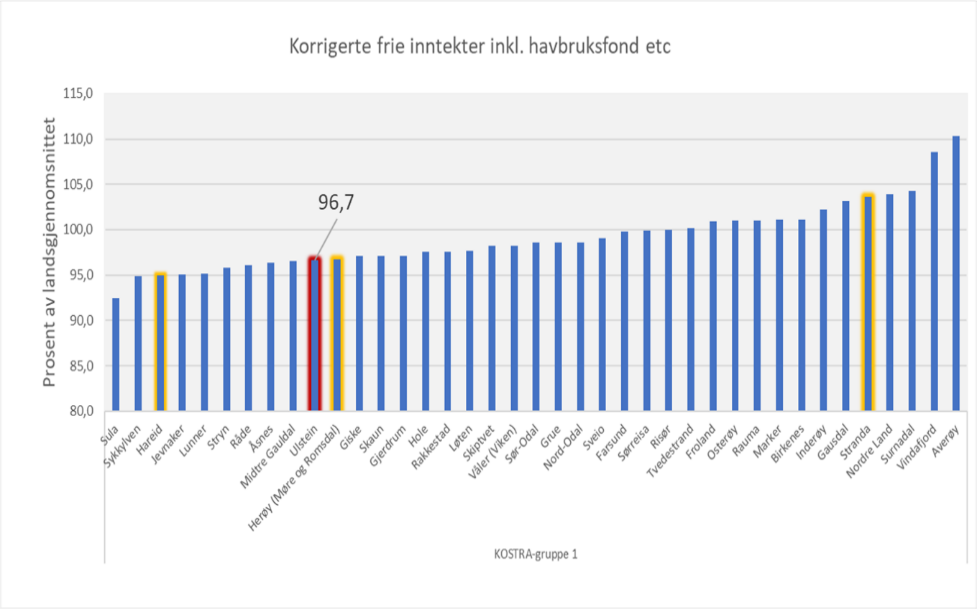 Korrigerte frie inntekter inkl. havbruksfond etc
Prosent av landsgjennomsnittet
115,0
110,0
105,0
100,0
95,0
90,0
85,0
80,0
96,7
Sula
Sykkylven
Hareid
Jevnaker
Lunner
Stryn
Råde
Åsnes
Midtre Gauldal
Ulstein
Herøy (Møre og Romsdal)
Giske
Skaun
Gjerdrum
Hole
Rakkestad
Løten
Skiptvet
Våler (Viken)
Sør-Odal
Grue
Nord-Odal
Sveio
Farsund
Sørreisa
Risør
Tvedestrand
Froland
Osterøy
Rauma
Marker
Birkenes
Inderøy
Gausdal
Stranda
Nordre Land
Surnadal
Vindafjord
Averøy
KOSTRA-gruppe 1